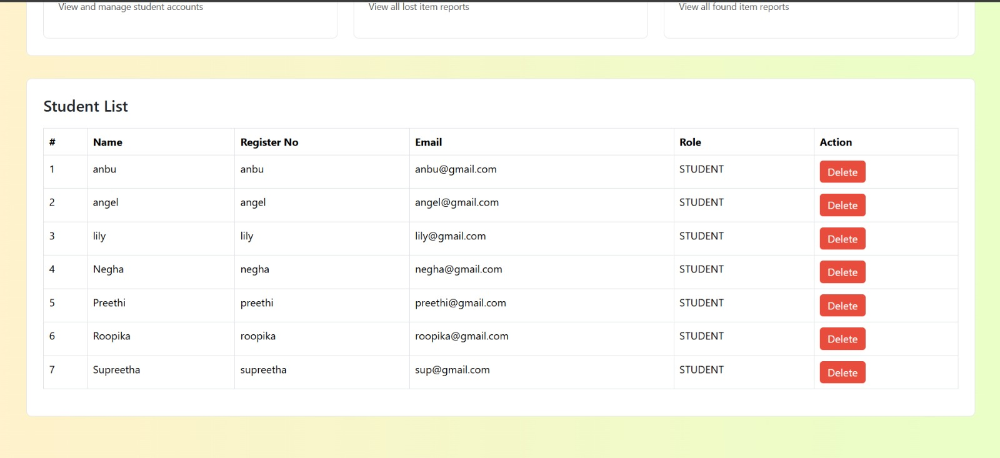 View and manage student accounts
View all lost item reports
View all found item reports
Student List
# Name Register No Email Role Action
1 anbu anbu anbu@gmail.com STUDENT Delete
2 angel angel angel@gmail.com STUDENT Delete
3 lily lily lily@gmail.com STUDENT Delete
4 Negha negha negha@gmail.com STUDENT Delete
5 Preethi preethi preethi@gmail.com STUDENT Delete
6 Roopika roopika roopika@gmail.com STUDENT Delete
7 Supreetha supreetha sup@gmail.com STUDENT Delete